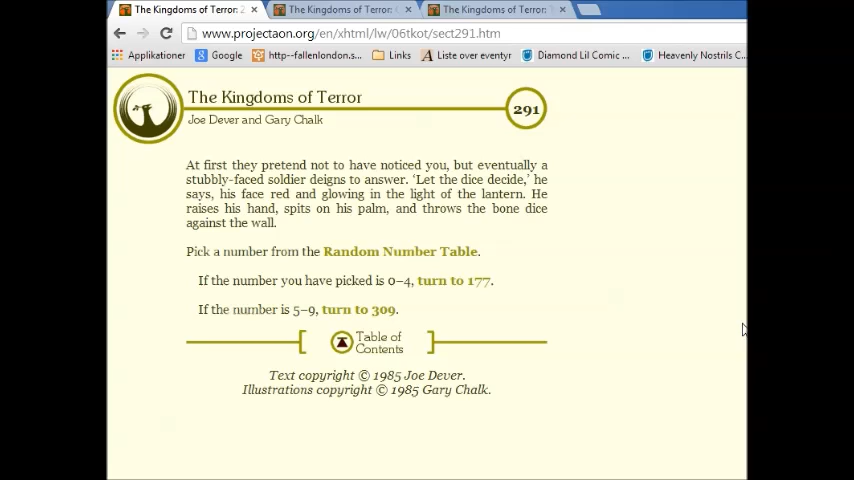 The Kingdoms of Terror: 2
The Kingdoms of Terror:
The Kingdoms of Terror:
www.projectaon.org/en/xhtml/lw/06tkot/sect291.htm
Applikationer Google http--fallenlondon.s... Links Liste over eventyr Diamond Lil Comic ... Heavenly Nostrils C...
The Kingdoms of Terror
291
Joe Dever and Gary Chalk
At first they pretend not to have noticed you, but eventually a
stubbly-faced soldier deigns to answer. ‘Let the dice decide,’ he
says, his face red and glowing in the light of the lantern. He
raises his hand, spits on his palm, and throws the bone dice
against the wall.
Pick a number from the Random Number Table.
If the number you have picked is 0–4, turn to 177.
If the number is 5–9, turn to 309.
Table of
Contents
Text copyright © 1985 Joe Dever.
Illustrations copyright © 1985 Gary Chalk.